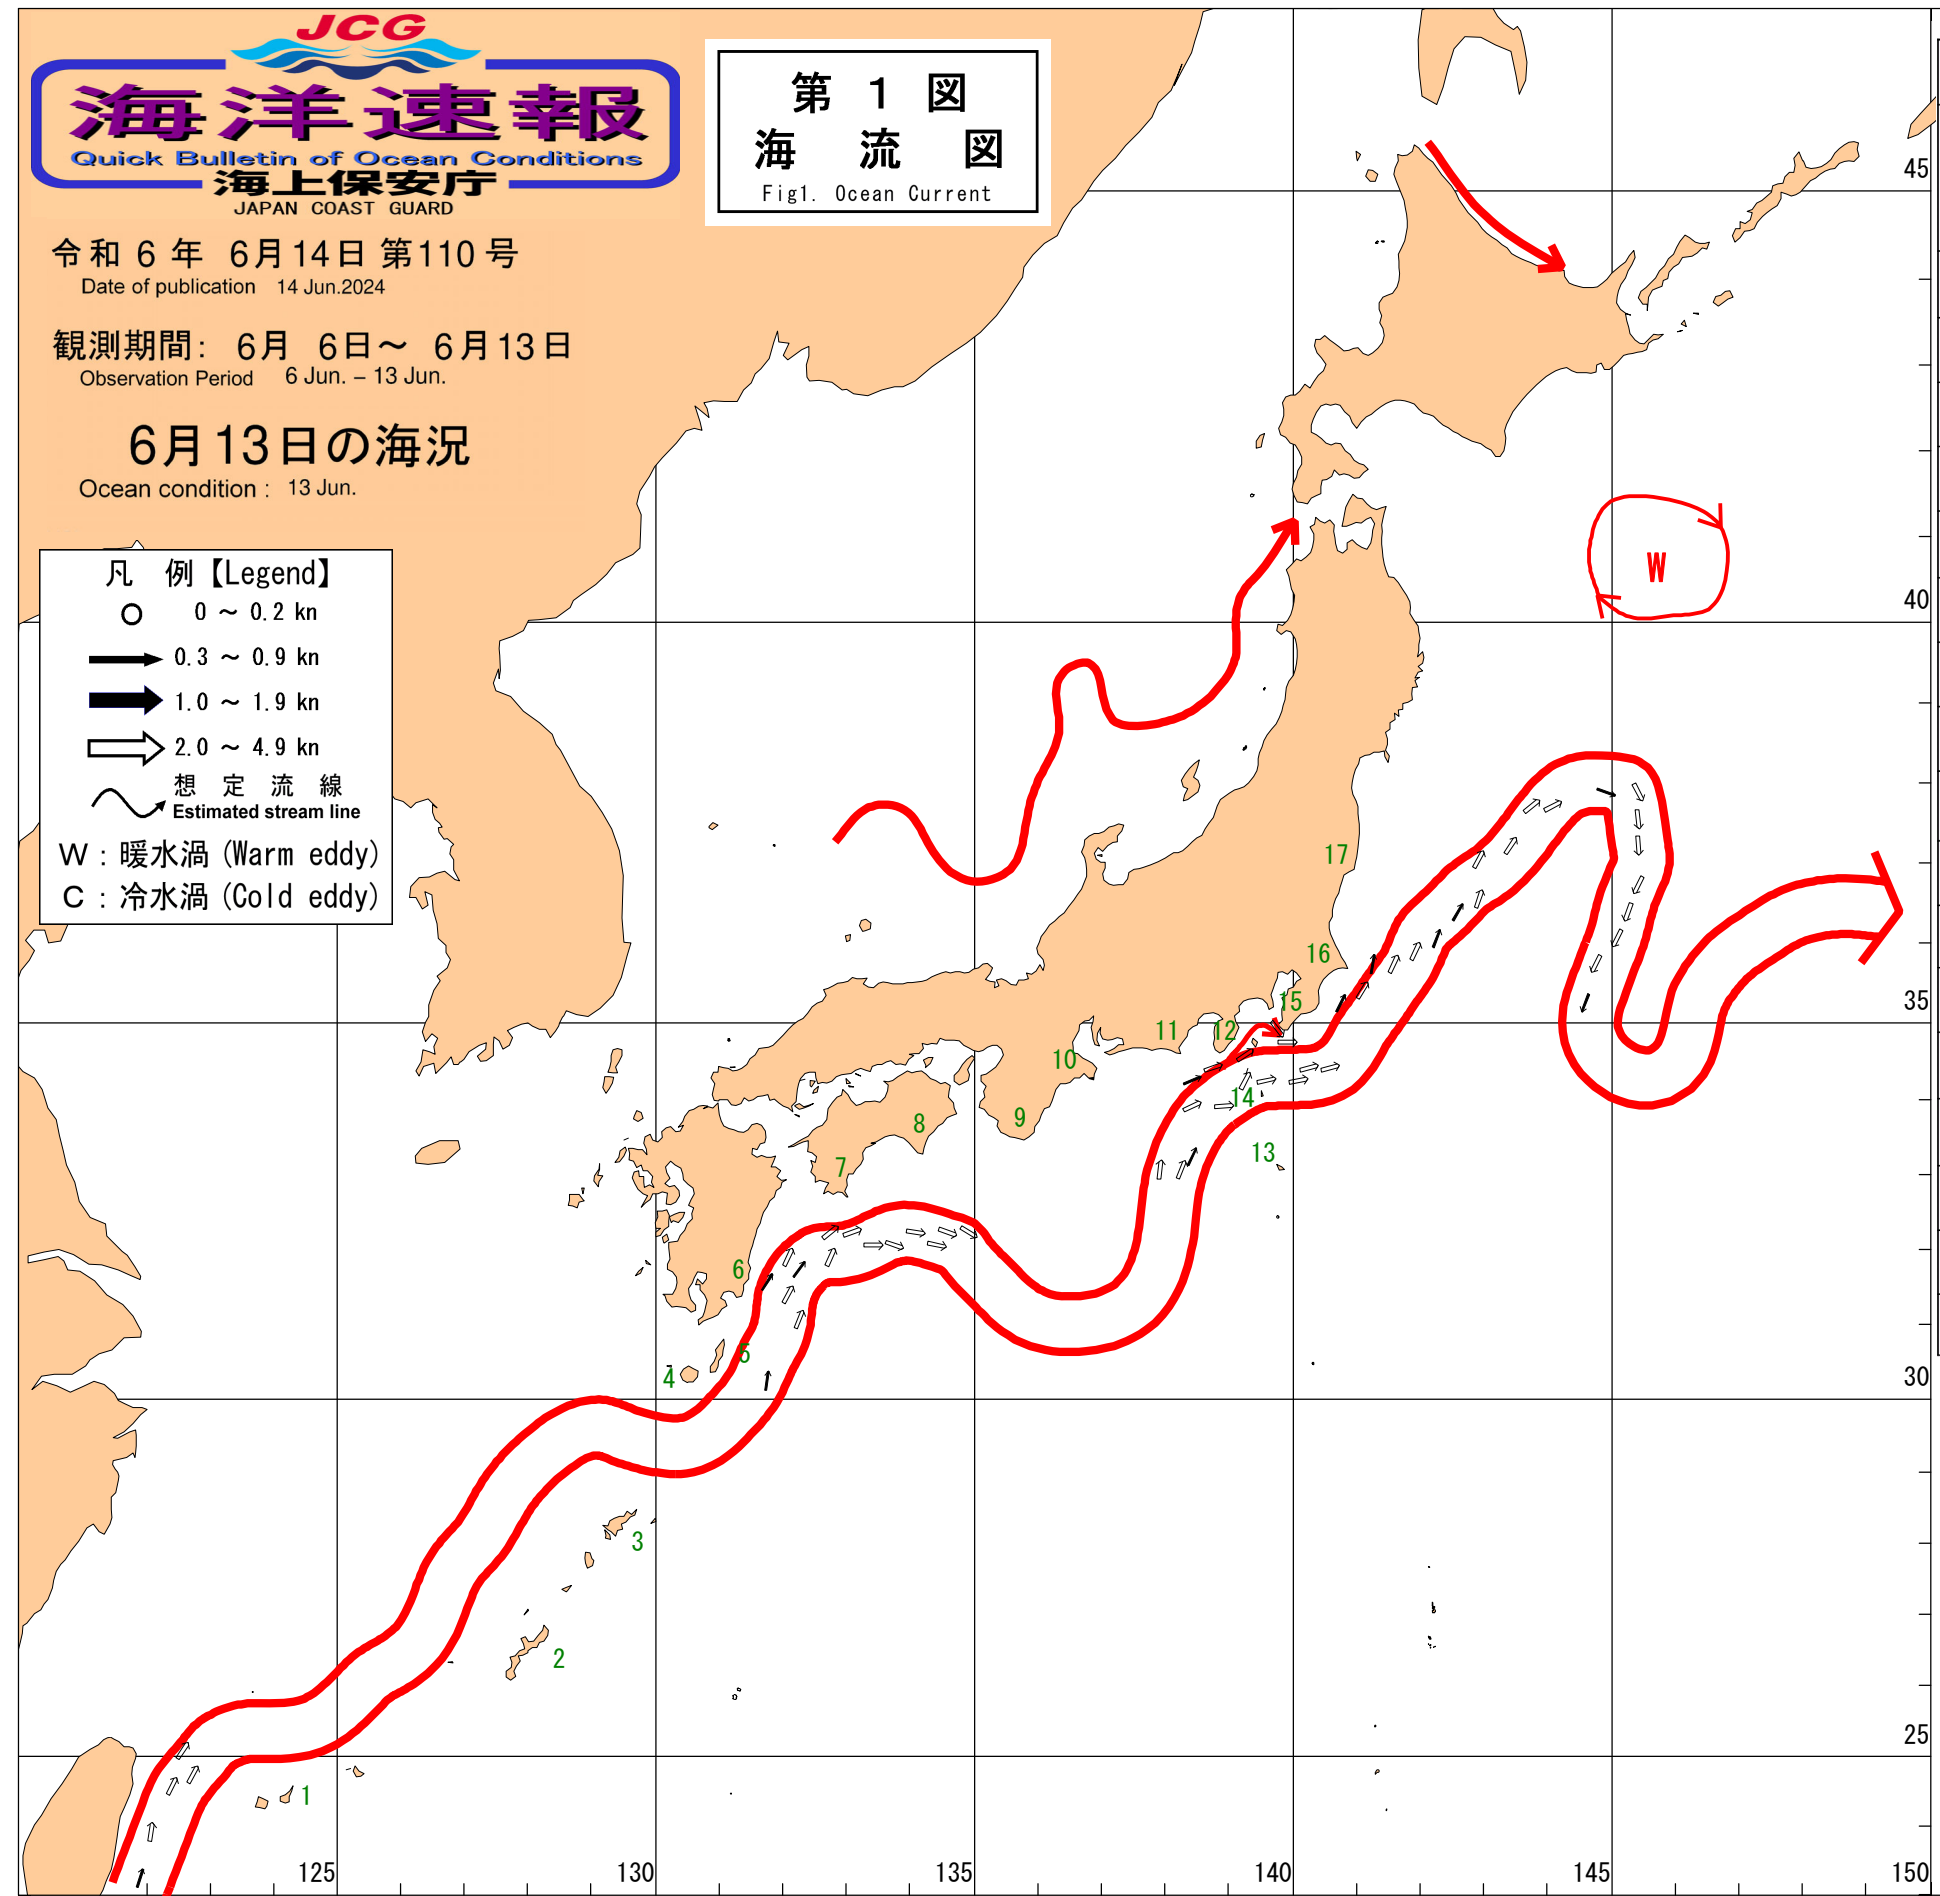 JCG
海洋速報
Quick Bulletin of Ocean Conditions
海上保安庁
JAPAN COAST GUARD
令和 6 年 6月14日 第110号
Date of publication 14 Jun.2024
観測期間: 6月 6日～ 6月13日
Observation Period 6 Jun. – 13 Jun.
6月13日の海況
Ocean condition : 13 Jun.
第 1 図
海 流 図
Fig1. Ocean Current
凡 例【Legend】
0 ～ 0.2 kn
0.3 ～ 0.9 kn
1.0 ～ 1.9 kn
2.0 ～ 4.9 kn
想 定 流 線
Estimated stream line
W : 暖水渦 (Warm eddy)
C : 冷水渦 (Cold eddy)
45
W
40
17
16
35
15
12
11
10
14
9
8
13
7
6
5
4
30
3
2
25
1
125
130
135
140
145
150